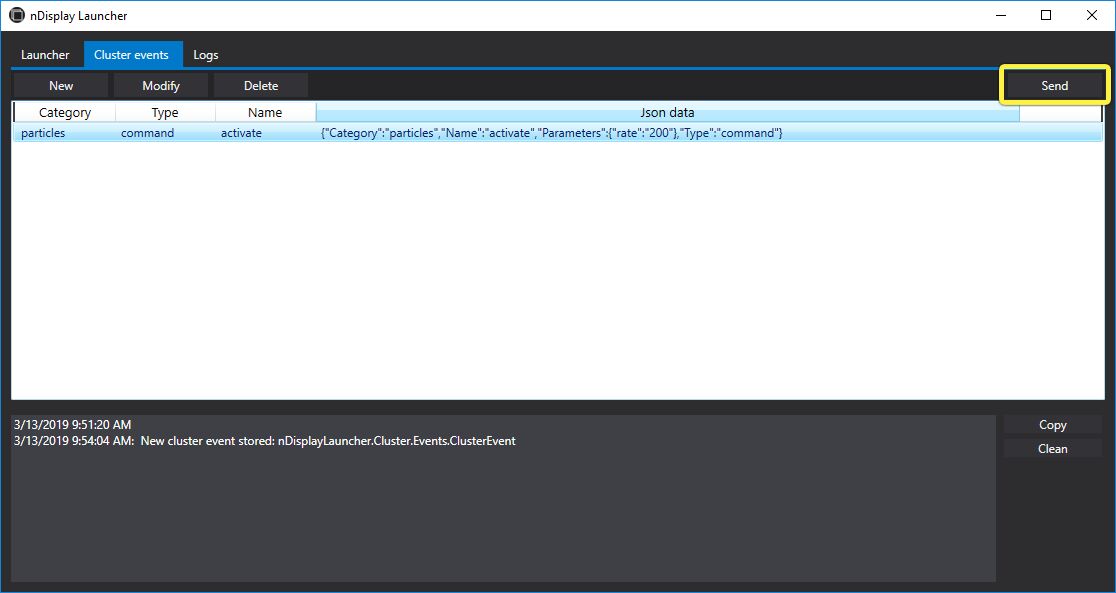 nDisplay Launcher
Launcher Cluster events Logs
New Modify Delete Send
Category Type Name Json data
particles command activate {"Category":"particles","Name":"activate","Parameters":{"rate":"200"},"Type":"command"}
3/13/2019 9:51:20 AM
3/13/2019 9:54:04 AM: New cluster event stored: nDisplayLauncher.Cluster.Events.ClusterEvent
Copy
Clean